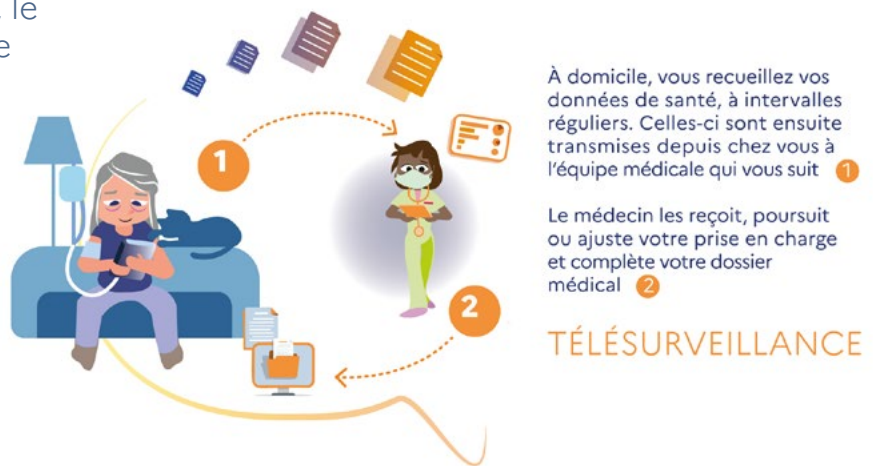 le
e
1
2
À domicile, vous recueillez vos
données de santé, à intervalles
réguliers. Celles-ci sont ensuite
transmises depuis chez vous à
l'équipe médicale qui vous suit 1
Le médecin les reçoit, poursuit
ou ajuste votre prise en charge
et complète votre dossier
médical 2
TÉLÉSURVEILLANCE